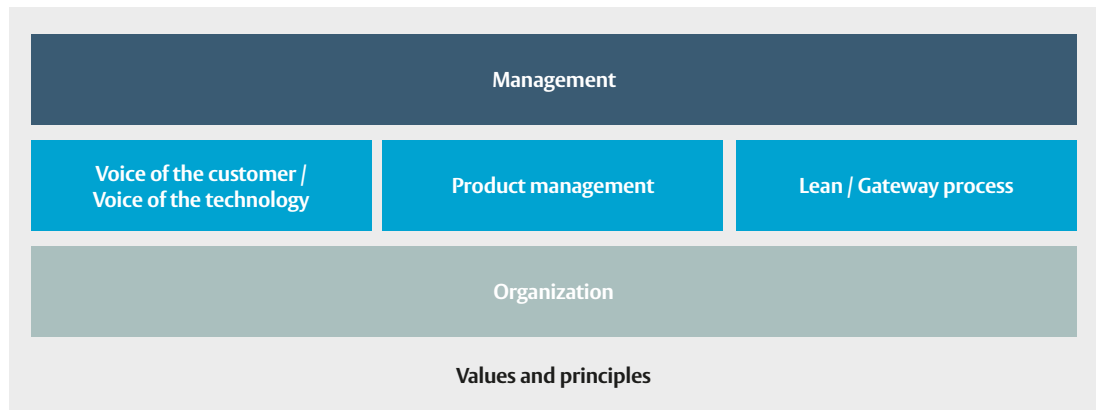 Management
Voice of the customer /
Voice of the technology
Product management
Lean / Gateway process
Organization
Values and principles